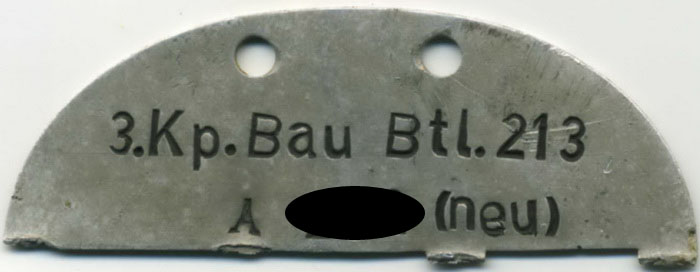 3.Kp.Bau Btl.213
A (neu)